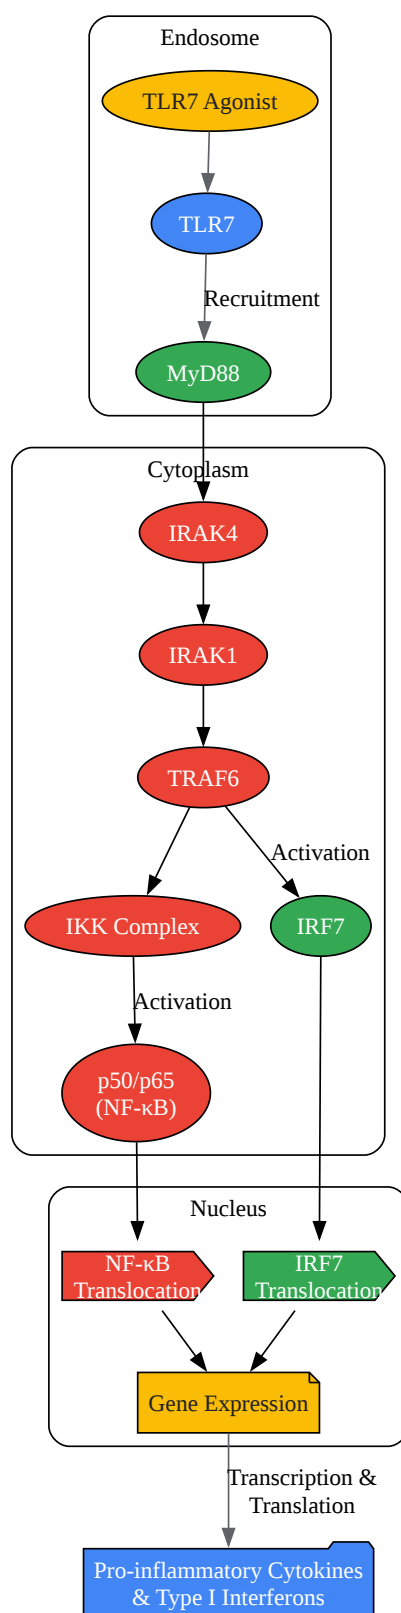 Endosome
TLR7 Agonist
TLR7
Recruitment
MyD88
Cytoplasm
IRAK4
IRAK1
TRAF6
Activation
IKK Complex
IRF7
Activation
p50/p65
(NF-κB)
Nucleus
NF-κB
Translocation
IRF7
Translocation
Gene Expression
Transcription &
Translation
Pro-inflammatory Cytokines
& Type I Interferons